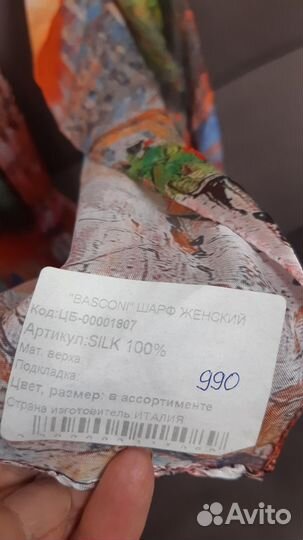 "BASCONI" ШАРФ ЖЕНСКИЙ
Код:ЦБ-00001807
Артикул:SILK 100%
Мат. верха:
Подкладка:
990
Цвет, размер: в ассортименте
Страна изготовитель ИТАЛИЯ
Avito